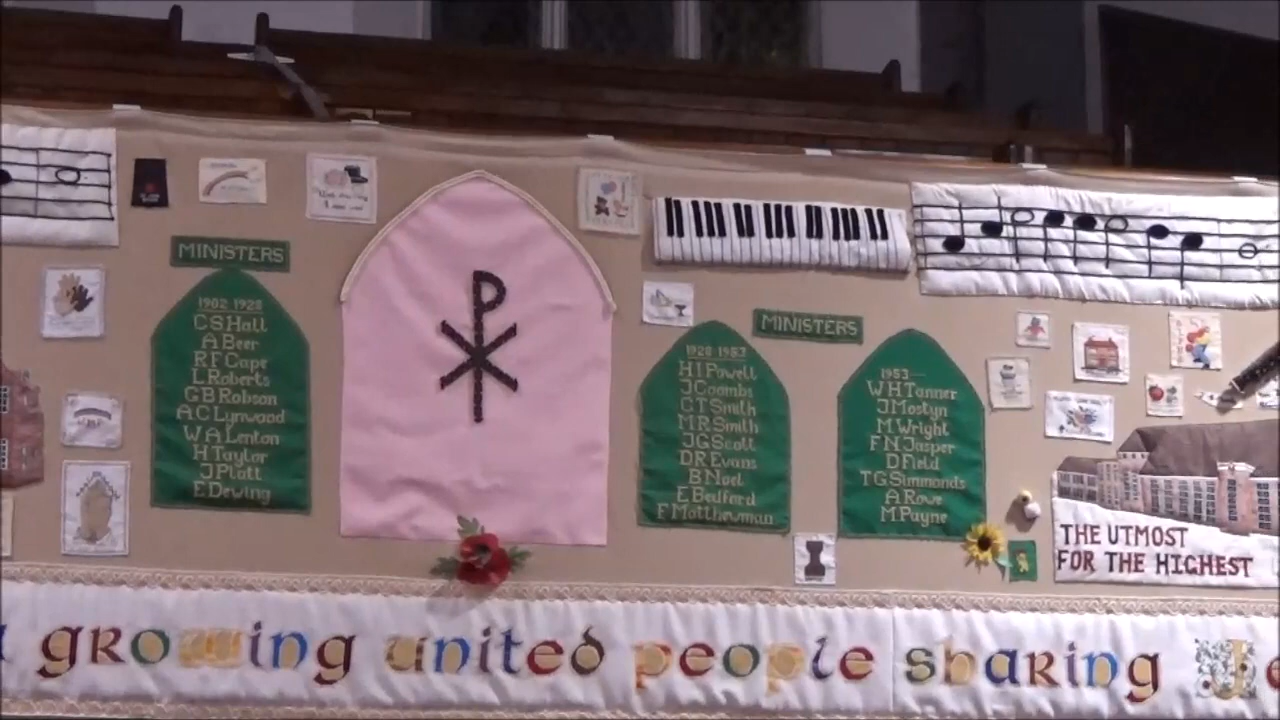 MINISTERS
1902 1928
C S Hall
A Beer
R F Cape
L Roberts
G B Robson
A C Lynwood
W A Lenton
H Taylor
J Platt
E Dewing
MINISTERS
1928 1953
H I Powell
J Coombs
C T Smith
M R Smith
J G Scott
D R Evans
B Noel
E Bedford
F Matthewman
1953
W H Tanner
J Mostyn
M Wright
F N Jasper
D Field
T G Simmonds
A Rowe
M Payne
THE UTMOST
FOR THE HIGHEST
growing united people sharing